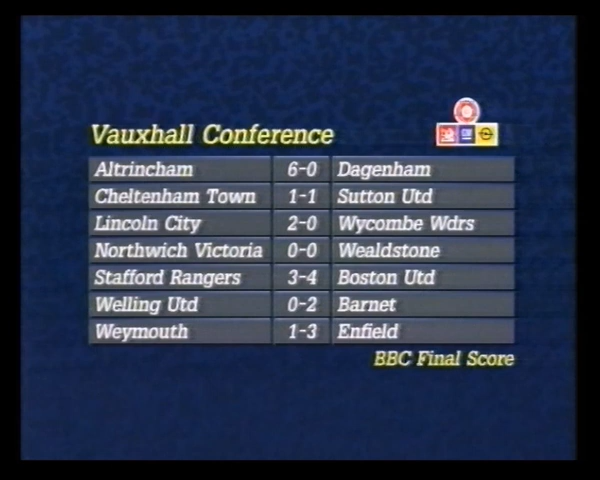 Vauxhall Conference
Altrincham 6-0 Dagenham
Cheltenham Town 1-1 Sutton Utd
Lincoln City 2-0 Wycombe Wdrs
Northwich Victoria 0-0 Wealdstone
Stafford Rangers 3-4 Boston Utd
Welling Utd 0-2 Barnet
Weymouth 1-3 Enfield
BBC Final Score